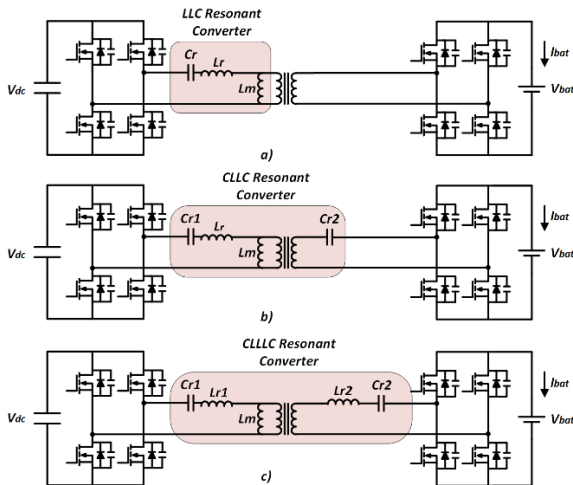 LLC Resonant
Converter
Cr Lr
Lm
Vdc
Ibat
Vbat
a)
CLLC Resonant
Converter
Cr1 Lr Cr2
Lm
Vdc
Ibat
Vbat
b)
CLLLC Resonant
Converter
Cr1 Lr1 Lr2 Cr2
Lm
Vdc
Ibat
Vbat
c)